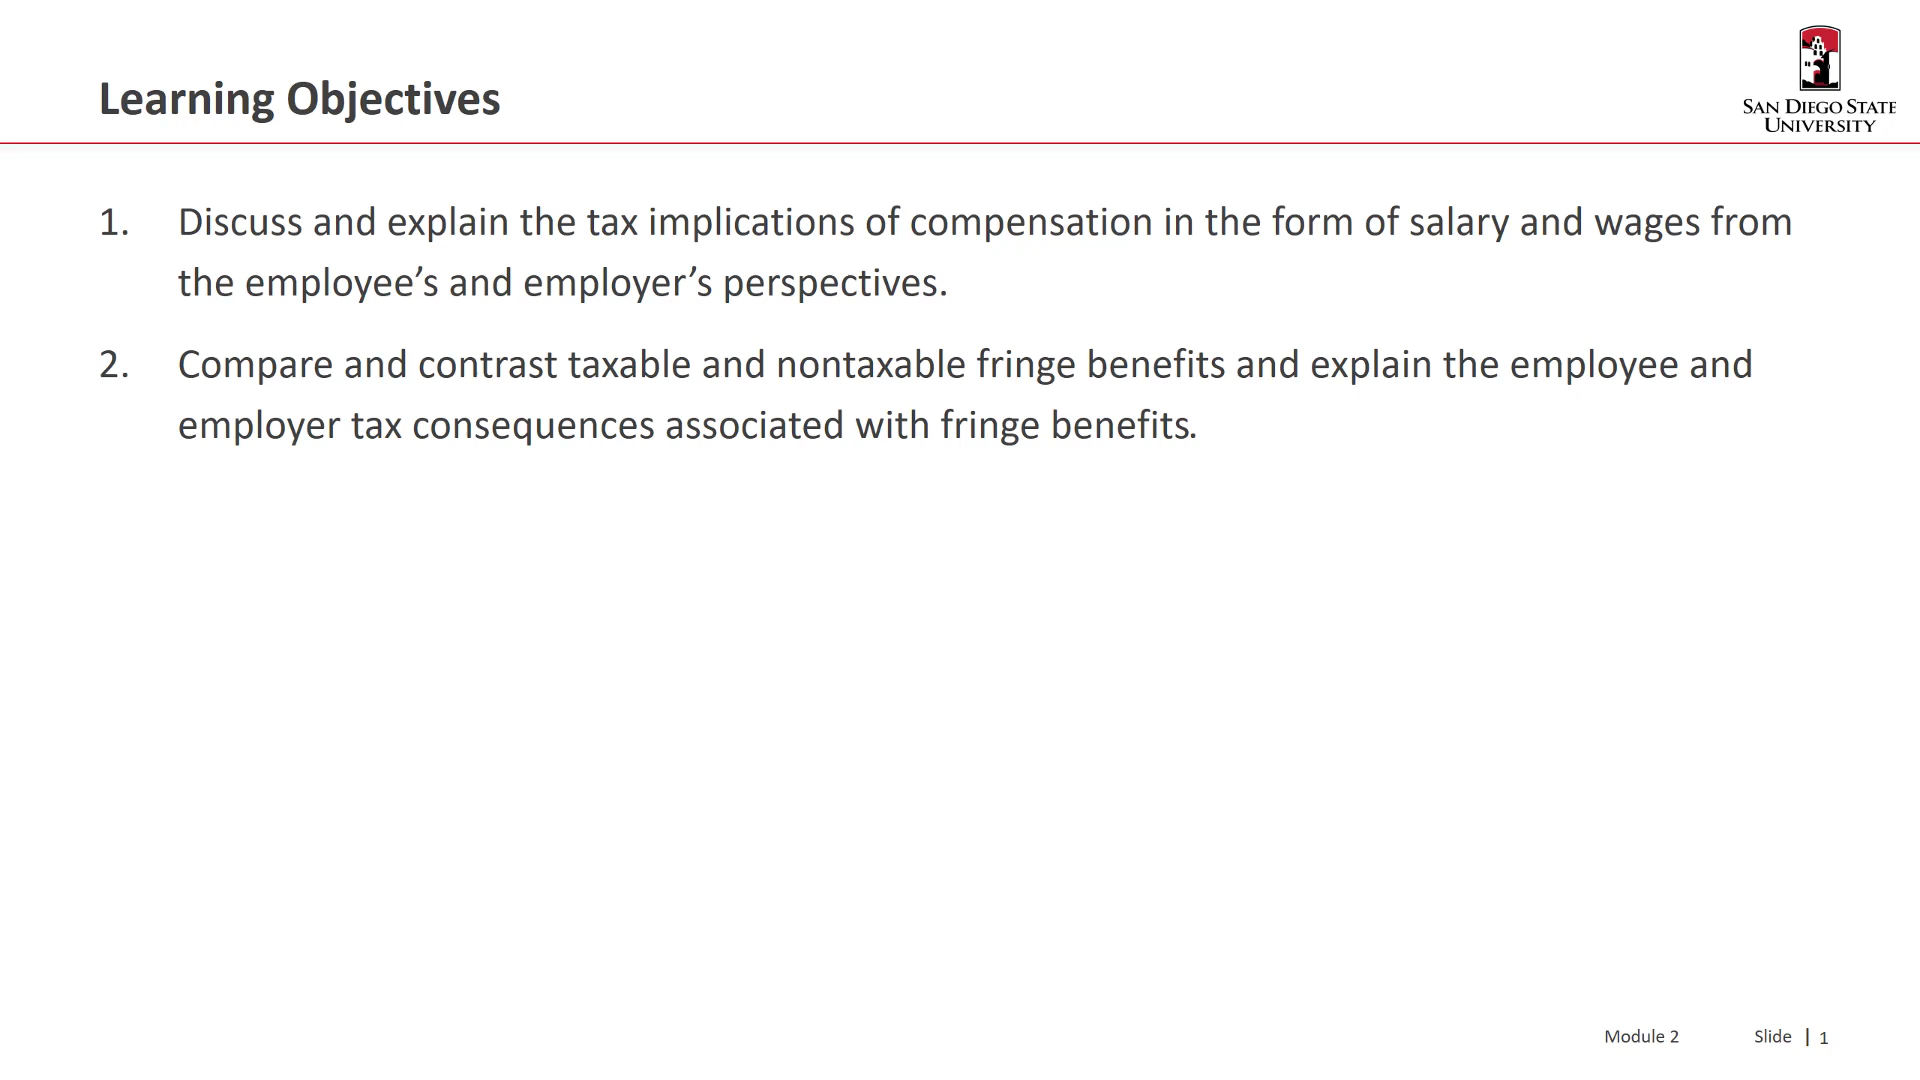 Learning Objectives
SAN DIEGO STATE
UNIVERSITY
1. Discuss and explain the tax implications of compensation in the form of salary and wages from
the employee’s and employer’s perspectives.
2. Compare and contrast taxable and nontaxable fringe benefits and explain the employee and
employer tax consequences associated with fringe benefits.
Module 2 Slide | 1